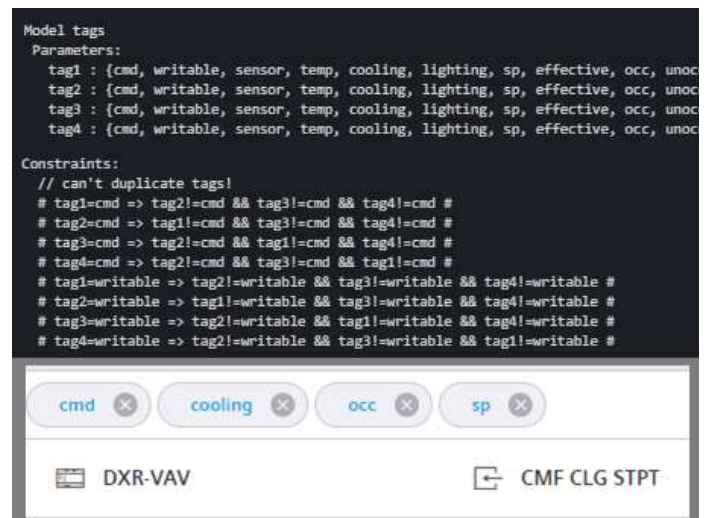 Model tags
Parameters:
tag1 : {cmd, writable, sensor, temp, cooling, lighting, sp, effective, occ, unoc
tag2 : {cmd, writable, sensor, temp, cooling, lighting, sp, effective, occ, unoc
tag3 : {cmd, writable, sensor, temp, cooling, lighting, sp, effective, occ, unoc
tag4 : {cmd, writable, sensor, temp, cooling, lighting, sp, effective, occ, unoc
Constraints:
// can't duplicate tags!
# tag1=cmd => tag2!=cmd && tag3!=cmd && tag4!=cmd #
# tag2=cmd => tag1!=cmd && tag3!=cmd && tag4!=cmd #
# tag3=cmd => tag2!=cmd && tag1!=cmd && tag4!=cmd #
# tag4=cmd => tag2!=cmd && tag3!=cmd && tag1!=cmd #
# tag1=writable => tag2!=writable && tag3!=writable && tag4!=writable #
# tag2=writable => tag1!=writable && tag3!=writable && tag4!=writable #
# tag3=writable => tag2!=writable && tag1!=writable && tag4!=writable #
# tag4=writable => tag2!=writable && tag3!=writable && tag1!=writable #
cmd cooling occ sp
DXR-VAV CMF CLG STPT